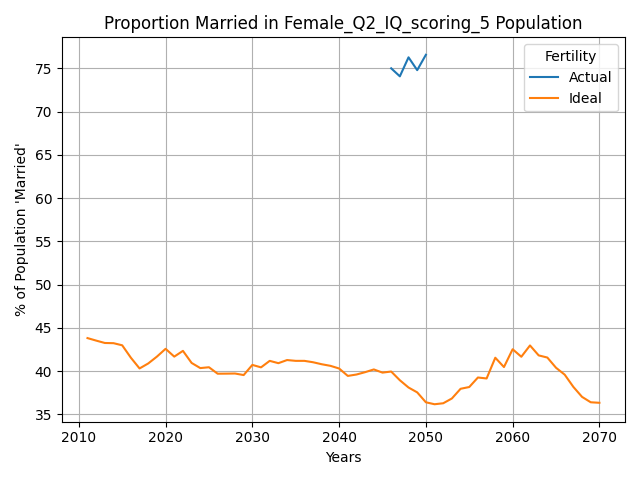 Proportion Married in Female_Q2_IQ_scoring_5 Population
% of Population 'Married'
75
70
65
60
55
50
45
40
35
Fertility
Actual
Ideal
2010 2020 2030 2040 2050 2060 2070
Years